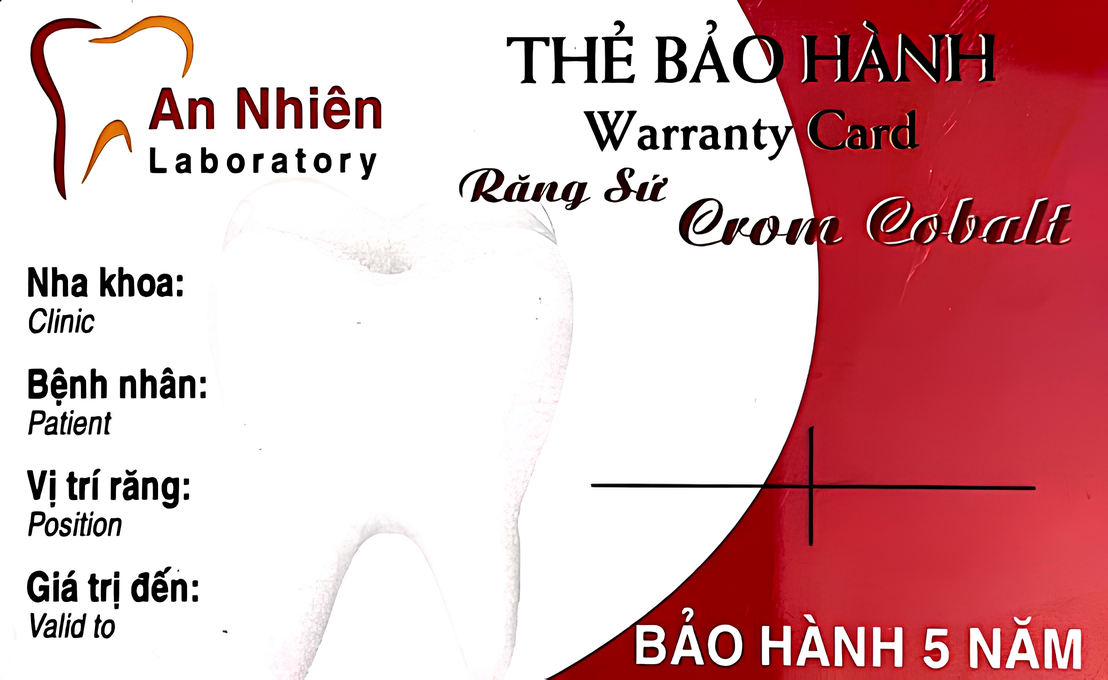 An Nhiên
Laboratory
THẺ BẢO HÀNH
Warranty Card
Răng Sứ
Crom Cobalt
Nha khoa:
Clinic
Bệnh nhân:
Patient
Vị trí răng:
Position
Giá trị đến:
Valid to
BẢO HÀNH 5 NĂM